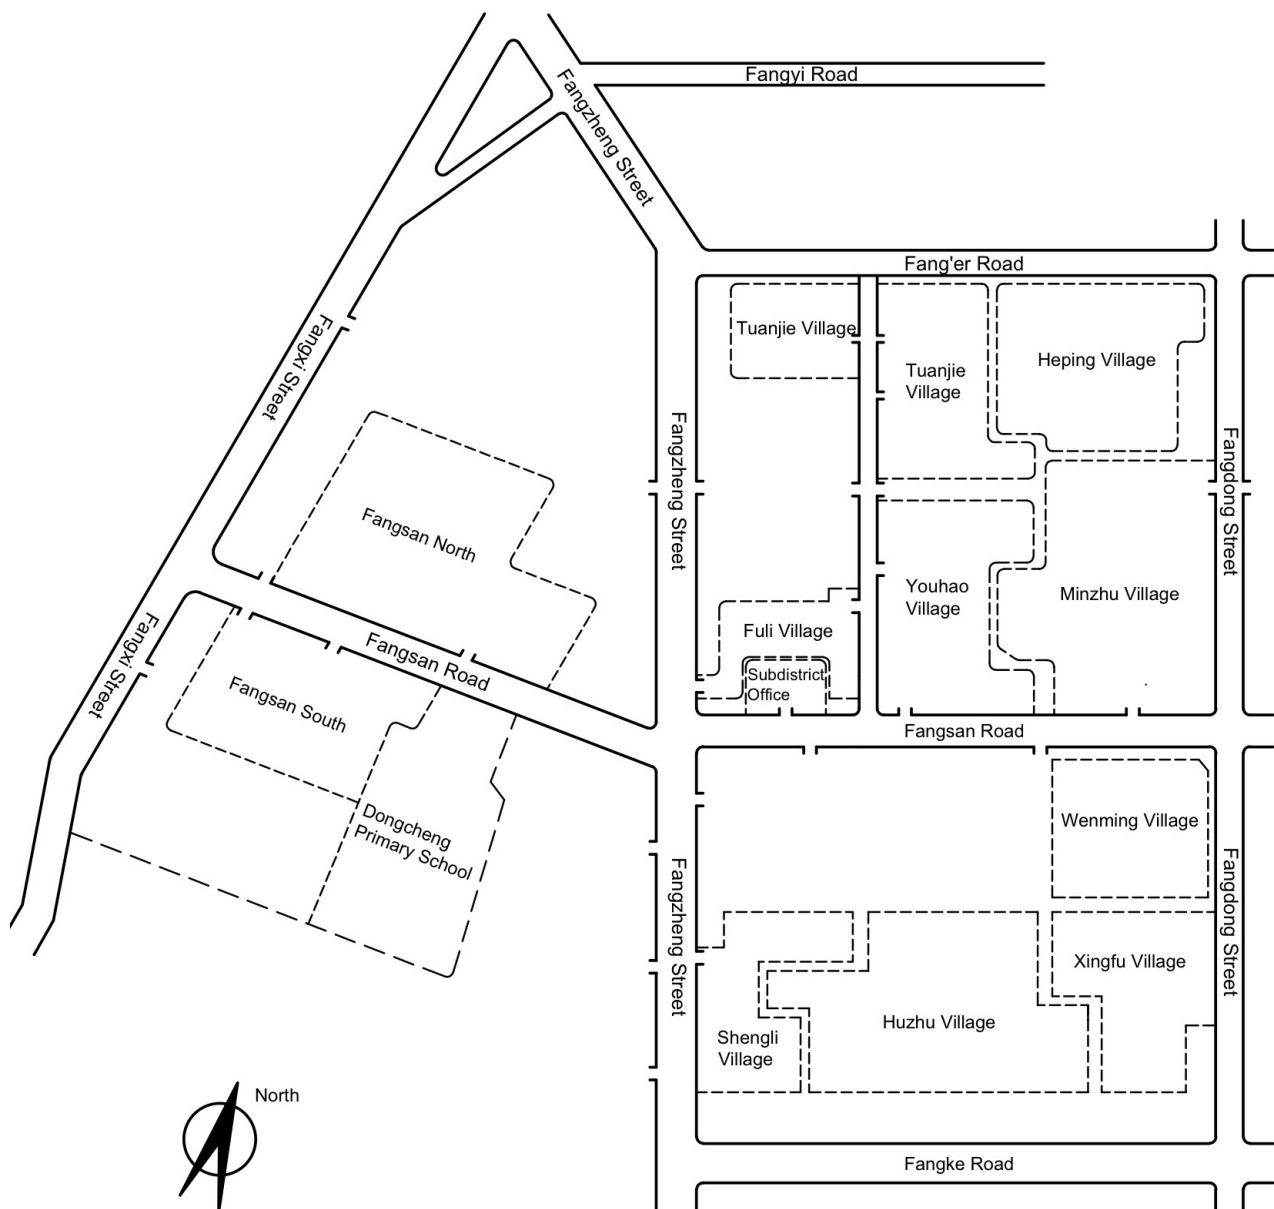 Fangyi Road
Fangzheng Street
Fang'er Road
Tuanjie Village
Tuanjie
Village
Heping Village
Fangxi Street
Fangzheng Street
Fangdong Street
Fangsan North
Youhao
Village
Minzhu Village
Fuli Village
Subdistrict
Office
Fangxi Street
Fangsan Road
Fangsan South
Fangsan Road
Dongcheng
Primary School
Wenming Village
Fangzheng Street
Fangdong Street
Xingfu Village
Huzhu Village
Shengli
Village
North
Fangke Road